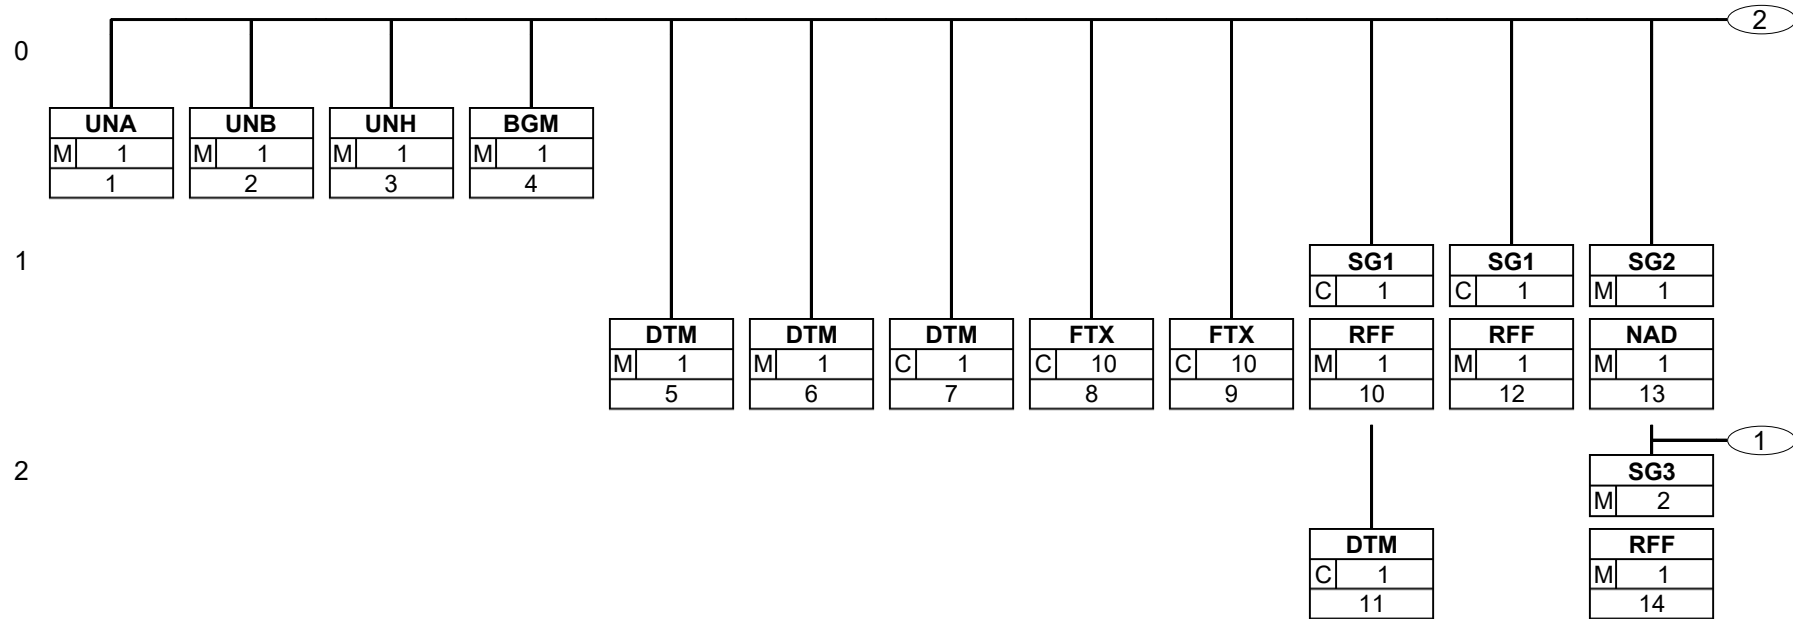 2
0
UNA UNB UNH BGM
M 1 M 1 M 1 M 1
1 2 3 4
1
SG1 SG1 SG2
C 1 C 1 M 1
DTM DTM DTM FTX FTX RFF RFF NAD
M 1 M 1 C 1 C 10 C 10 M 1 M 1 M 1
5 6 7 8 9 10 12 13
1
2
SG3
M 2
DTM RFF
C 1 M 1
11 14